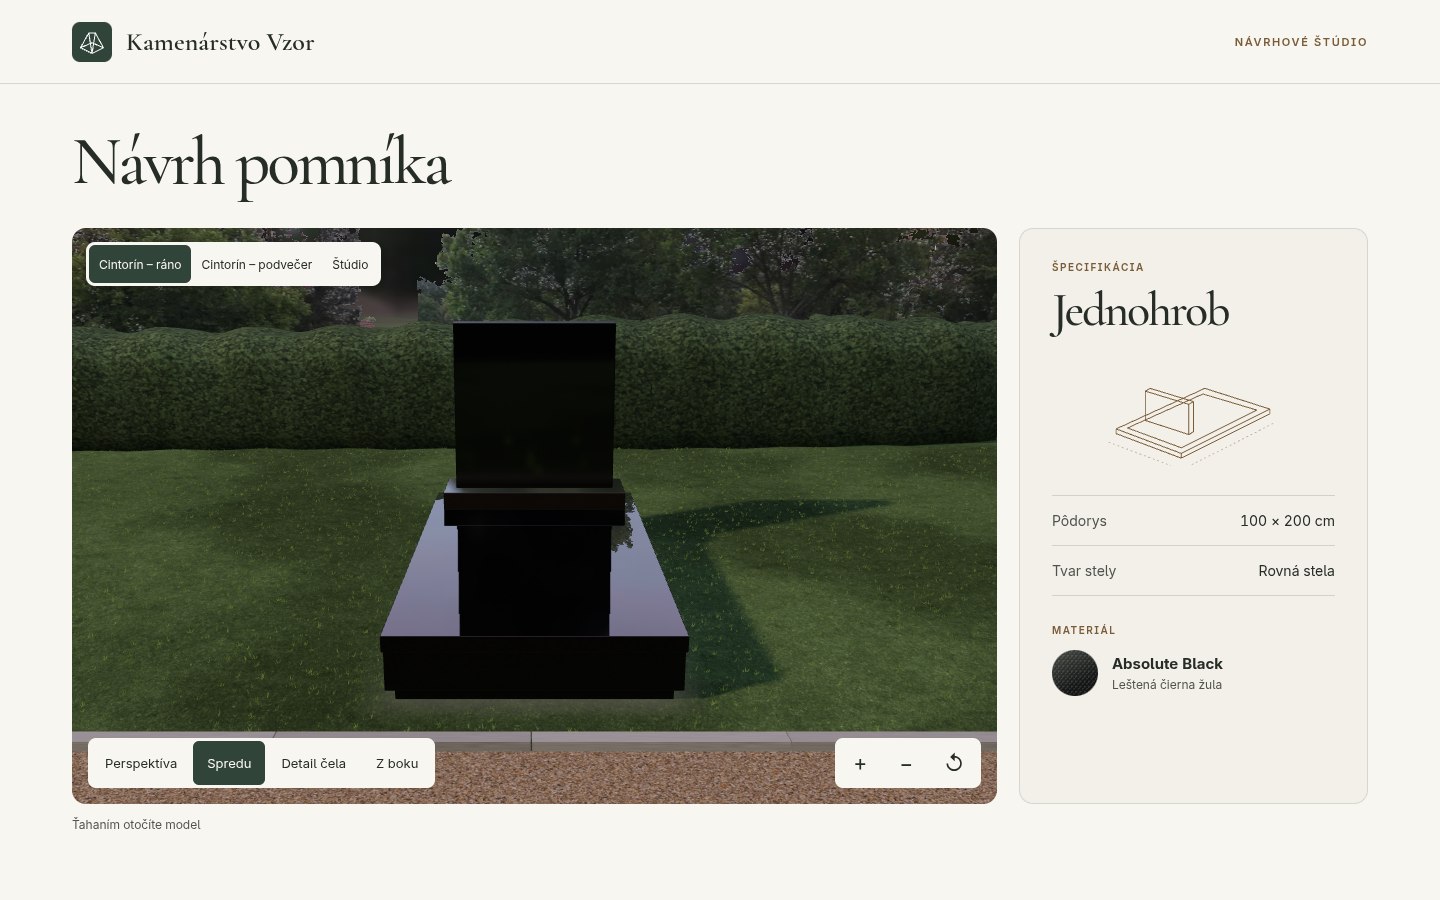 Kamenárstvo Vzor
NÁVRHOVÉ ŠTÚDIO
Návrh pomníka
Cintorín – ráno
Cintorín – podvečer
Štúdio
Perspektíva
Spredu
Detail čela
Z boku
+
−
Ťahaním otočíte model
ŠPECIFIKÁCIA
Jednohrob
Pôdorys
100 × 200 cm
Tvar stely
Rovná stela
MATERIÁL
Absolute Black
Leštená čierna žula